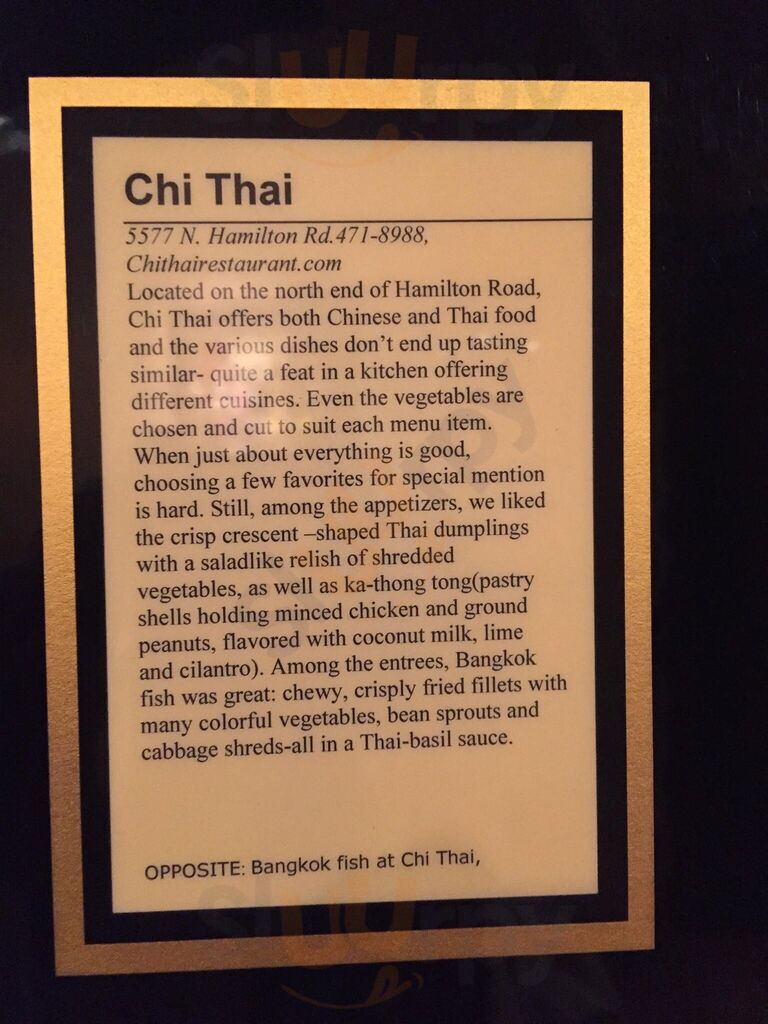 Slurrpy
Chi Thai
5577 N. Hamilton Rd.471-8988,
Chithairestaurant.com
Located on the north end of Hamilton Road,
Chi Thai offers both Chinese and Thai food
and the various dishes don't end up tasting
similar- quite a feat in a kitchen offering
different cuisines. Even the vegetables are
chosen and cut to suit each menu item.
When just about everything is good,
choosing a few favorites for special mention
is hard. Still, among the appetizers, we liked
the crisp crescent –shaped Thai dumplings
with a saladlike relish of shredded
vegetables, as well as ka-thong tong(pastry
shells holding minced chicken and ground
peanuts, flavored with coconut milk, lime
and cilantro). Among the entrees, Bangkok
fish was great: chewy, crisply fried fillets with
many colorful vegetables, bean sprouts and
cabbage shreds-all in a Thai-basil sauce.
OPPOSITE: Bangkok fish at Chi Thai,
Slurrpy